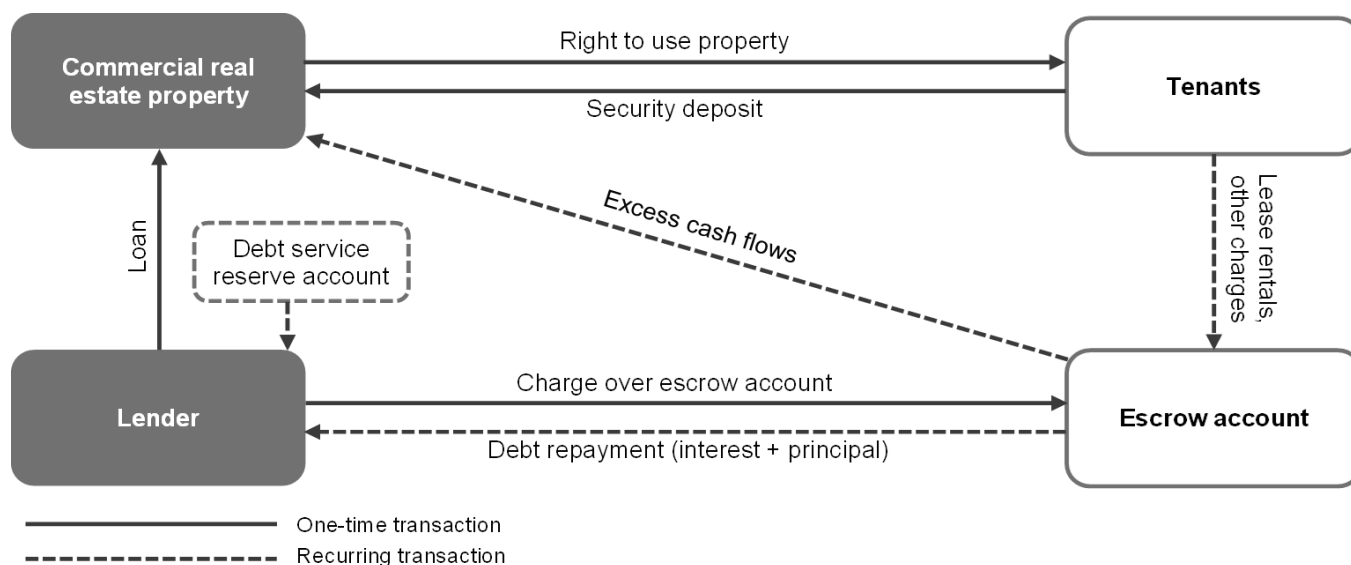 Right to use property
Commercial real
estate property
Tenants
Security deposit
Excess cash flows
Lease rentals,
other charges
Loan
Debt service
reserve account
Charge over escrow account
Lender
Escrow account
Debt repayment (interest + principal)
One-time transaction
Recurring transaction